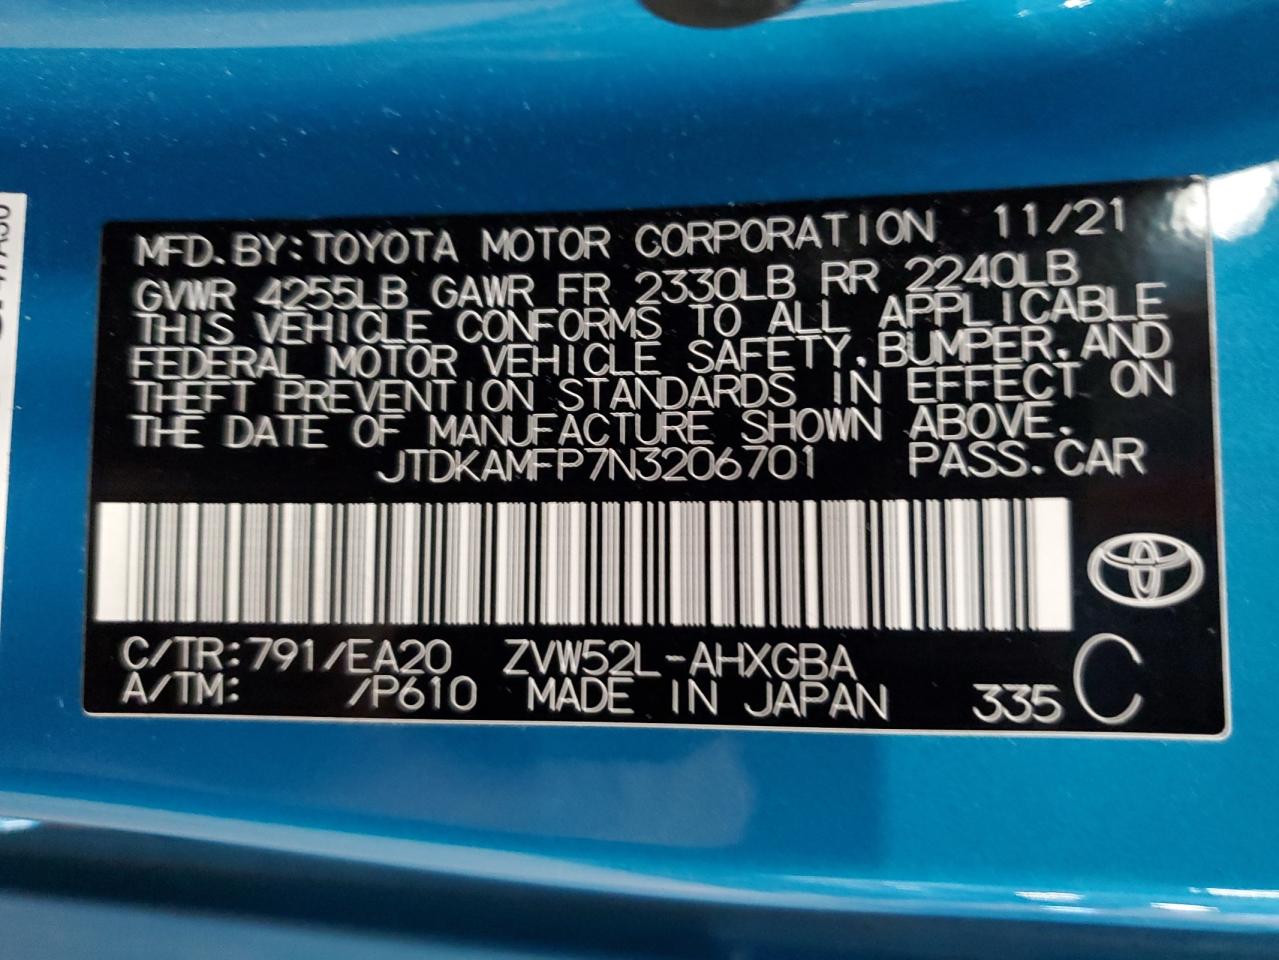 MFD.BY:TOYOTA MOTOR CORPORATION 11/21
GVWR 4255LB GAWR FR 2330LB RR 2240LB
THIS VEHICLE CONFORMS TO ALL APPLICABLE
FEDERAL MOTOR VEHICLE SAFETY,BUMPER,AND
THEFT PREVENTION STANDARDS IN EFFECT ON
THE DATE OF MANUFACTURE SHOWN ABOVE.
JTDKAMFP7N3206701 PASS.CAR
C/TR:791/EA20 ZVW52L-AHXGBA
A/TM: /P610 MADE IN JAPAN 335 C